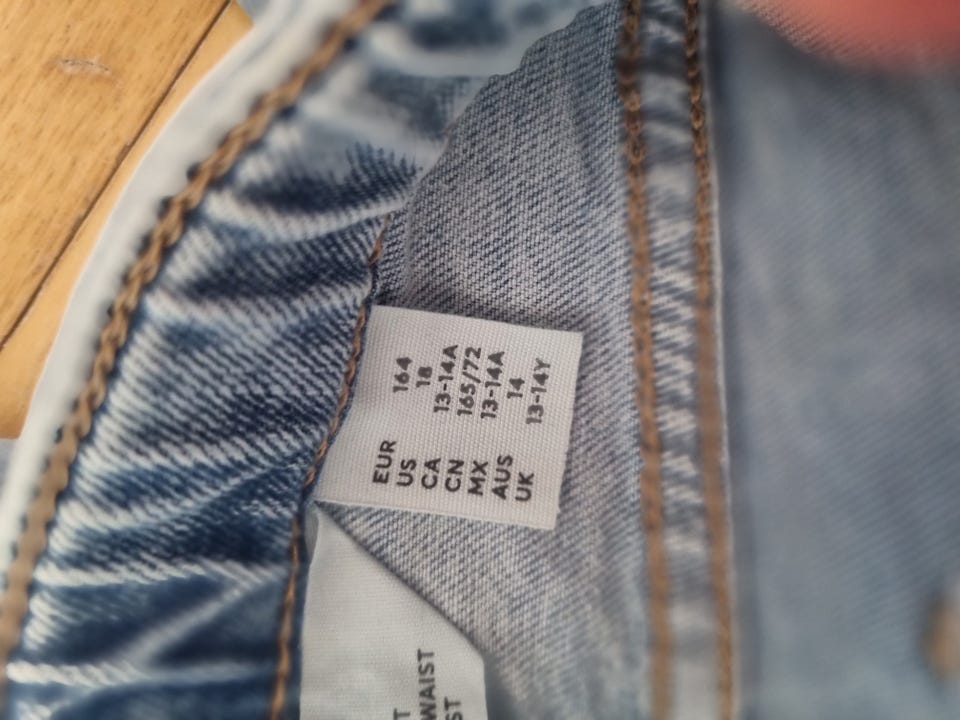 EUR 164
US 18
CA 13-14A
CN 165/72
MX 13-14A
AUS 14
UK 13-14Y
WAIST